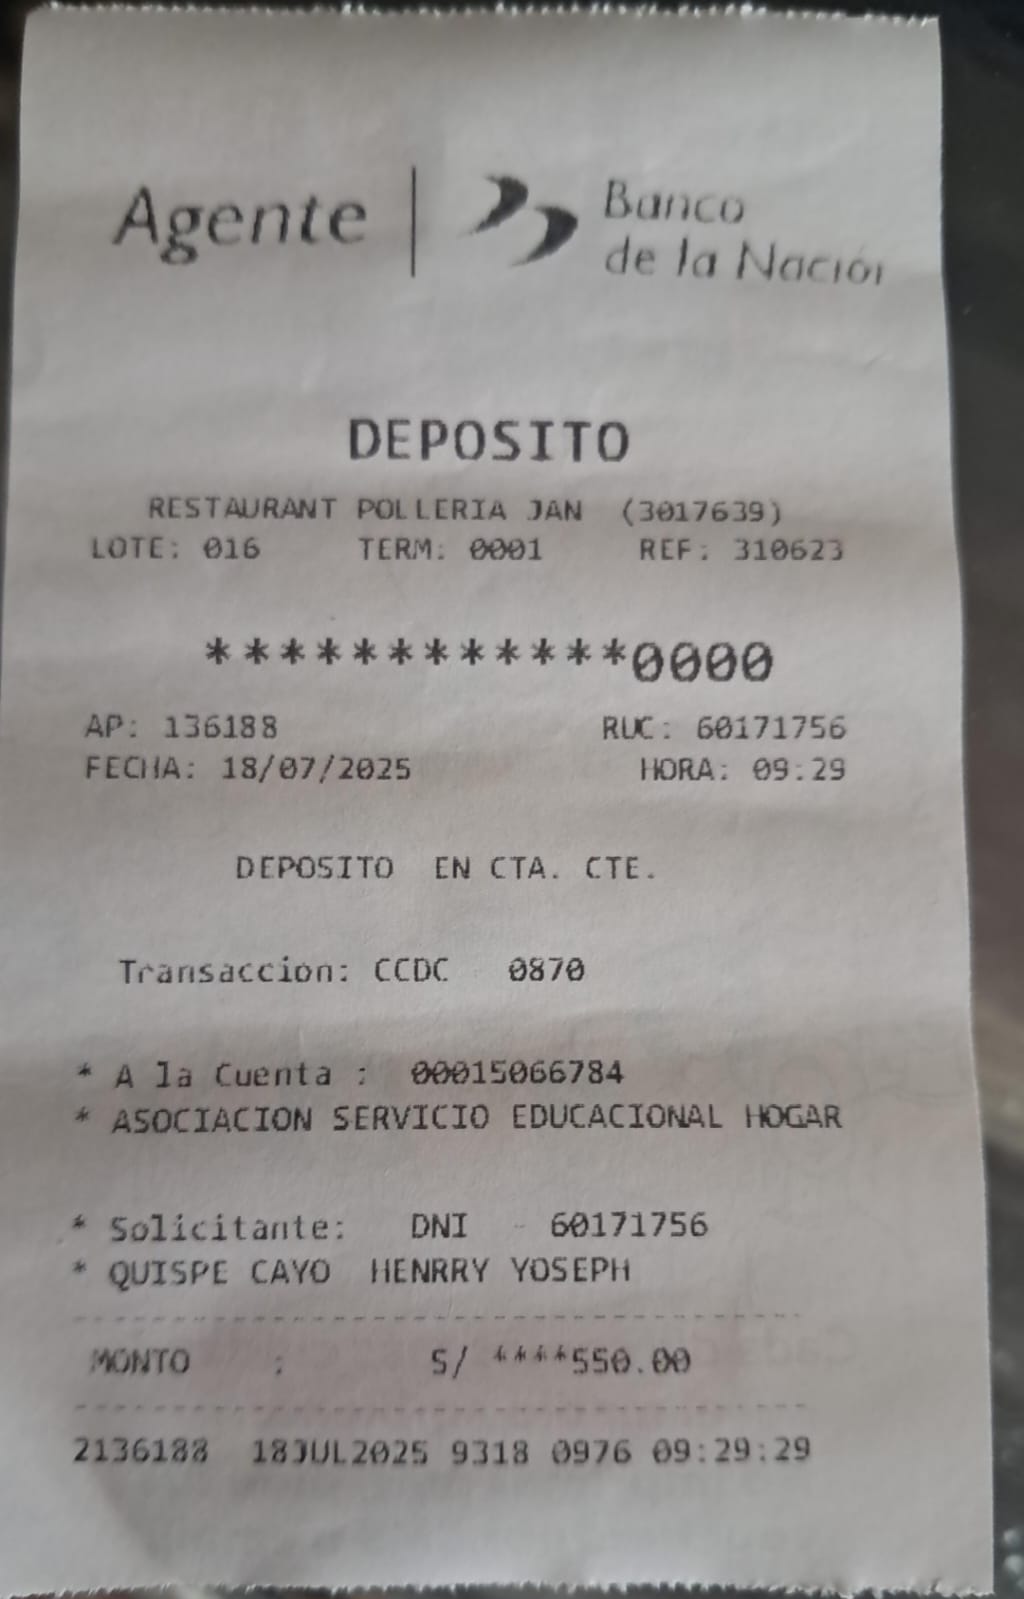 Agente | Banco
de la Nación
DEPOSITO
RESTAURANT POLLERIA JAN (3017639)
LOTE: 016 TERM: 0001 REF: 310623
************0000
AP: 136188 RUC: 60171756
FECHA: 18/07/2025 HORA: 09:29
DEPOSITO EN CTA. CTE.
Transaccion: CCDC 0870
* A la Cuenta : 00015066784
* ASOCIACION SERVICIO EDUCACIONAL HOGAR
* Solicitante: DNI - 60171756
* QUISPE CAYO HENRRY YOSEPH
MONTO : S/ ****550.00
2136188 18JUL2025 9318 0976 09:29:29